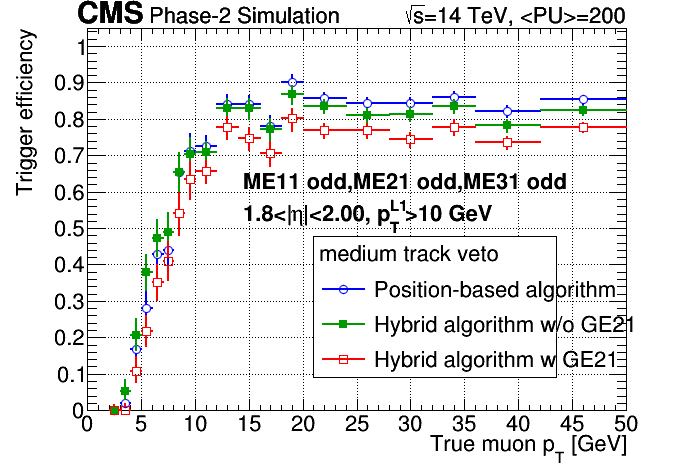 CMS Phase-2 Simulation √s=14 TeV, <PU>=200
Trigger efficiency
1
0.9
0.8
0.7
0.6
0.5
0.4
0.3
0.2
0.1
0
ME11 odd,ME21 odd,ME31 odd
1.8<|η|<2.00, p_T^L1>10 GeV
medium track veto
Position-based algorithm
Hybrid algorithm w/o GE21
Hybrid algorithm w GE21
0 5 10 15 20 25 30 35 40 45 50
True muon p_T [GeV]